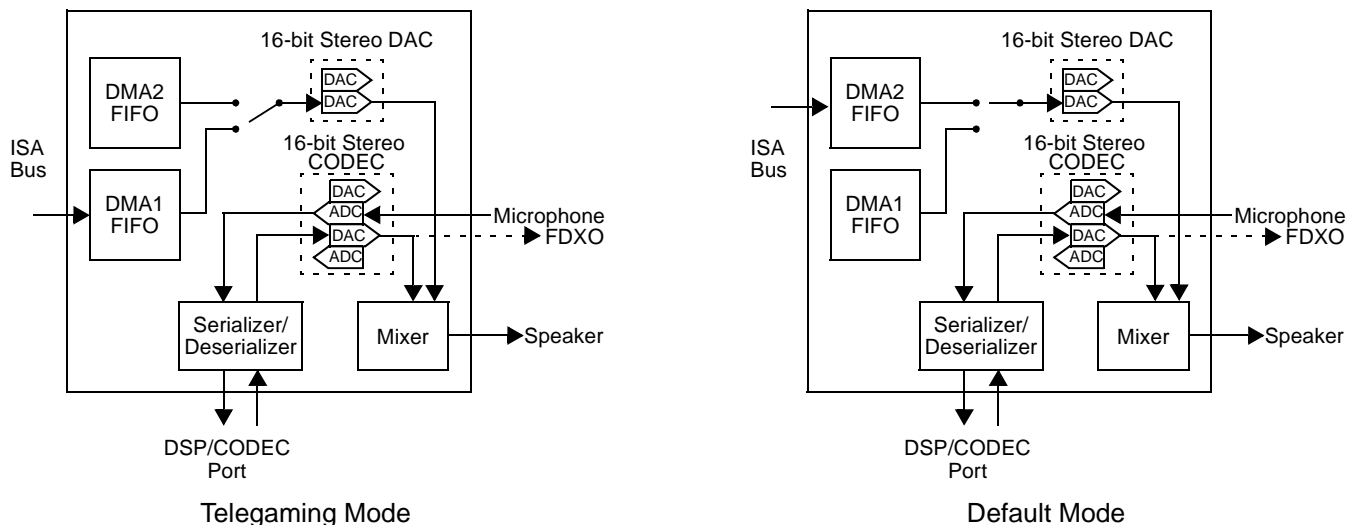 16-bit Stereo DAC
DAC
DAC
DMA2
FIFO
16-bit Stereo
CODEC
ISA
Bus
DMA1
FIFO
DAC
ADC
DAC
ADC
Microphone
FDXO
Serializer/
Deserializer
Mixer
Speaker
DSP/CODEC
Port
Telegaming Mode
16-bit Stereo DAC
DAC
DAC
DMA2
FIFO
16-bit Stereo
CODEC
ISA
Bus
DMA1
FIFO
DAC
ADC
DAC
ADC
Microphone
FDXO
Serializer/
Deserializer
Mixer
Speaker
DSP/CODEC
Port
Default Mode